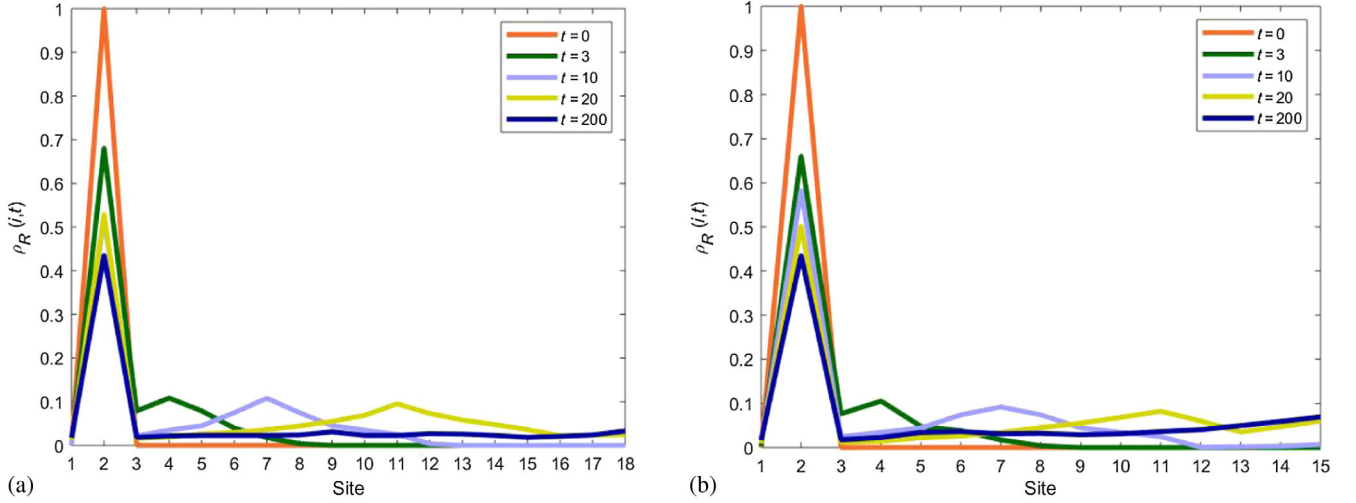 1
0.9
0.8
0.7
0.6
0.5
0.4
0.3
0.2
0.1
0
ρR (i,t)
t = 0
t = 3
t = 10
t = 20
t = 200
1 2 3 4 5 6 7 8 9 10 11 12 13 14 15 16 17 18
Site
(a)
1
0.9
0.8
0.7
0.6
0.5
0.4
0.3
0.2
0.1
0
ρR (i,t)
t = 0
t = 3
t = 10
t = 20
t = 200
1 2 3 4 5 6 7 8 9 10 11 12 13 14 15
Site
(b)